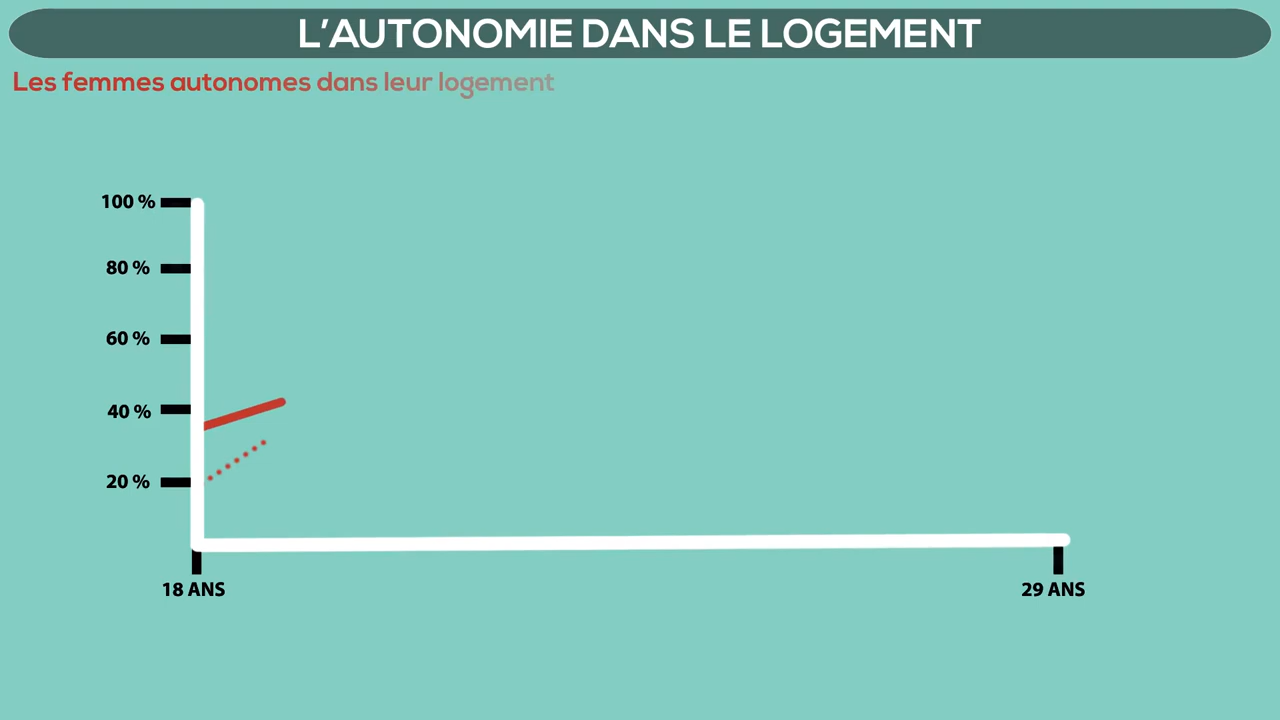 L'AUTONOMIE DANS LE LOGEMENT
Les femmes autonomes dans leur logement
100 %
80 %
60 %
40 %
20 %
18 ANS
29 ANS